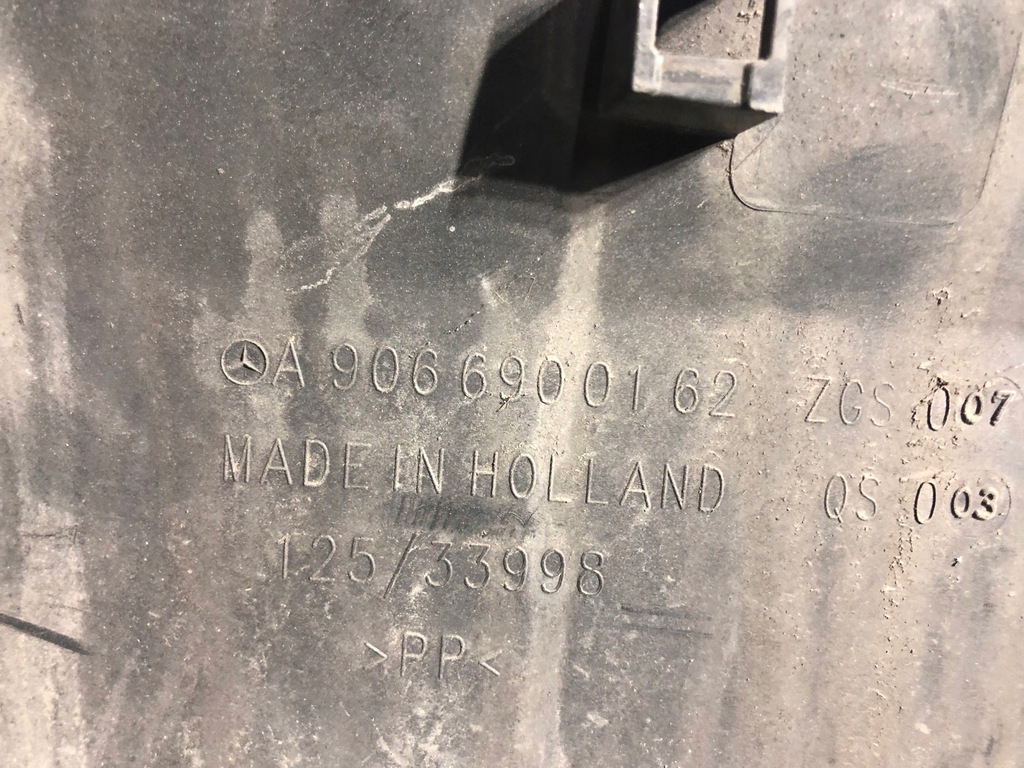 A 906 690 01 62 ZGS 007
MADE IN HOLLAND QS 003
125/33998
>PP<